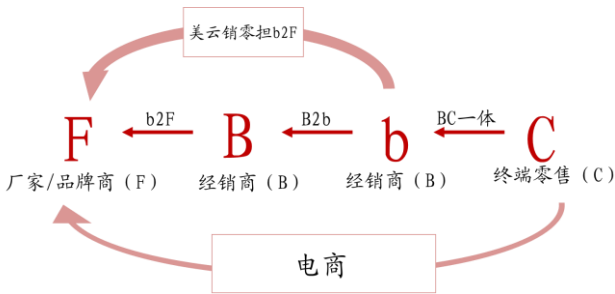 美云销零担b2F
b2F
B2b
BC一体
F
B
b
C
厂家/品牌商(F)
经销商(B)
经销商(B)
终端零售(C)
电商